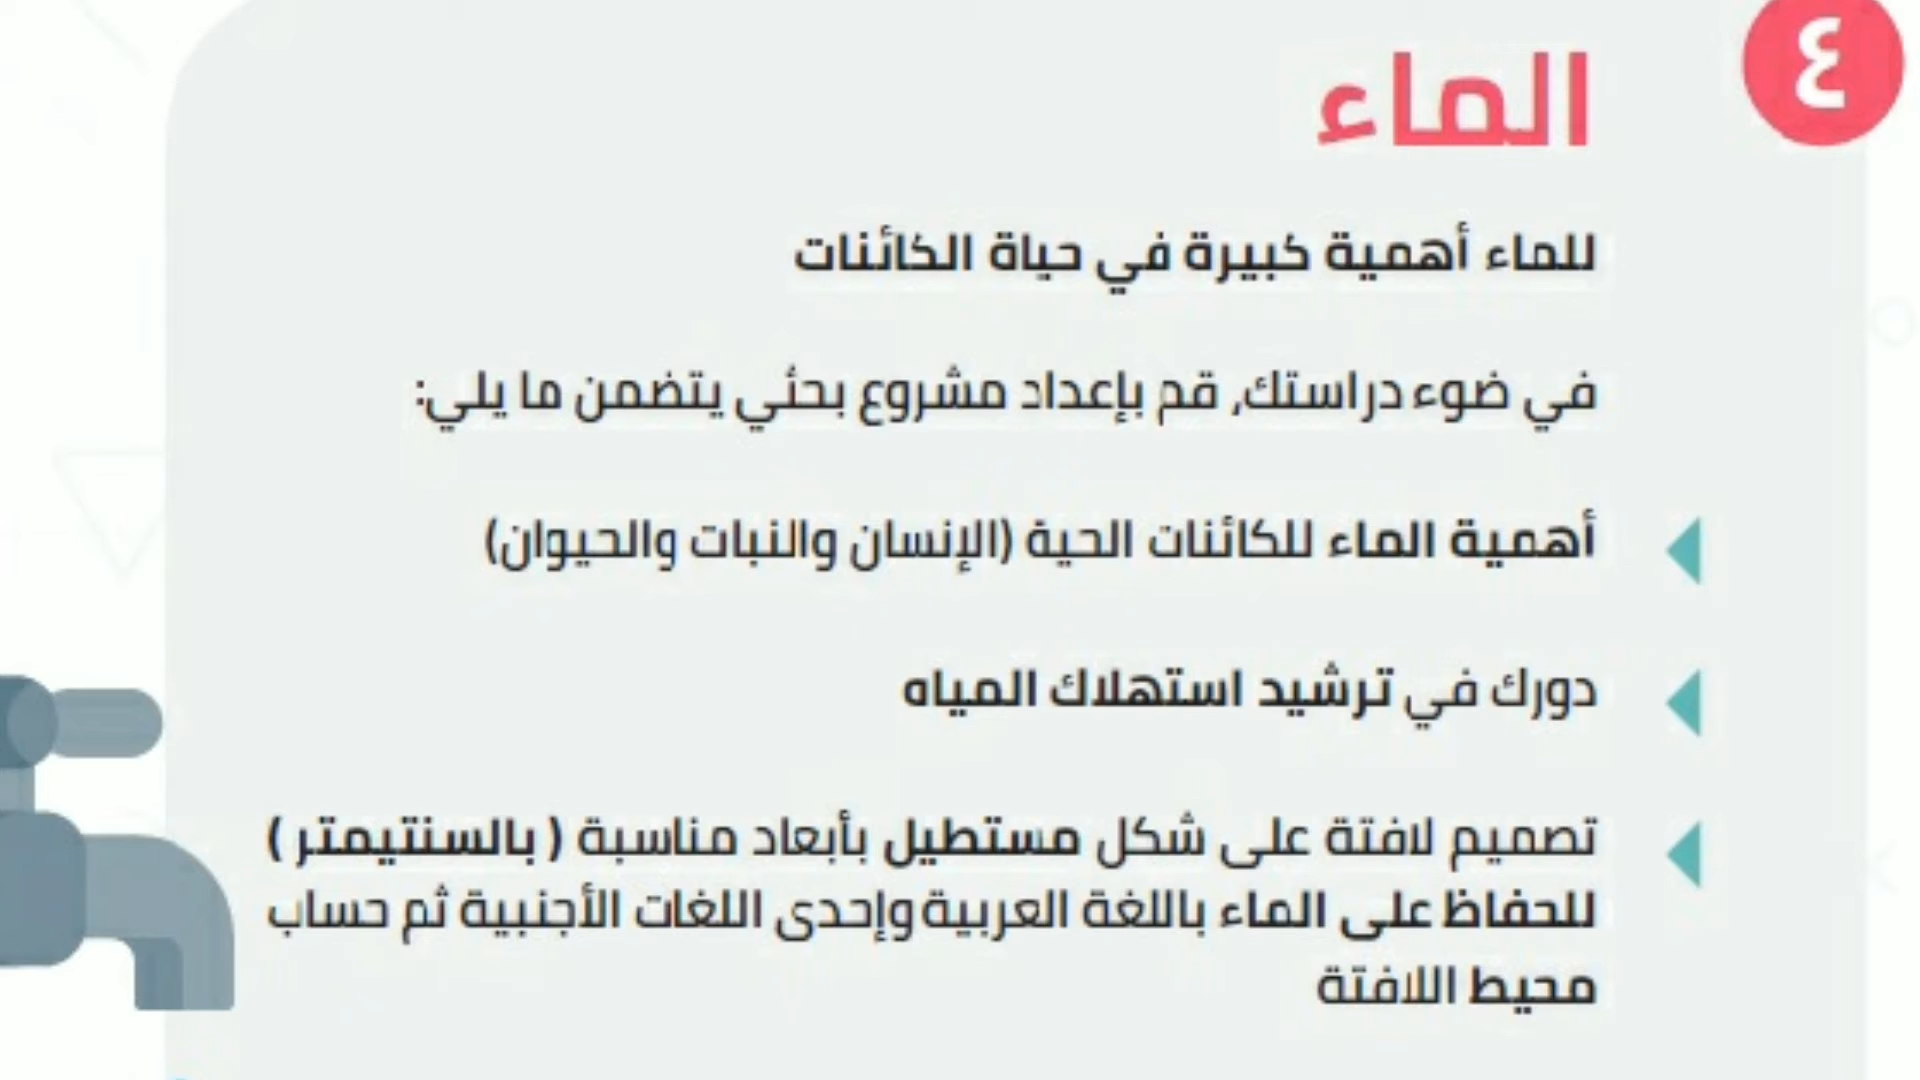 ٤
الماء
للماء أهمية كبيرة في حياة الكائنات
في ضوء دراستك, قم بإعداد مشروع بحثي يتضمن ما يلي:
أهمية الماء للكائنات الحية (الإنسان والنبات والحيوان)
دورك في ترشيد استهلاك المياه
تصميم لافتة على شكل مستطيل بأبعاد مناسبة ( بالسنتيمتر )
للحفاظ على الماء باللغة العربية وإحدى اللغات الأجنبية ثم حساب
محيط اللافتة